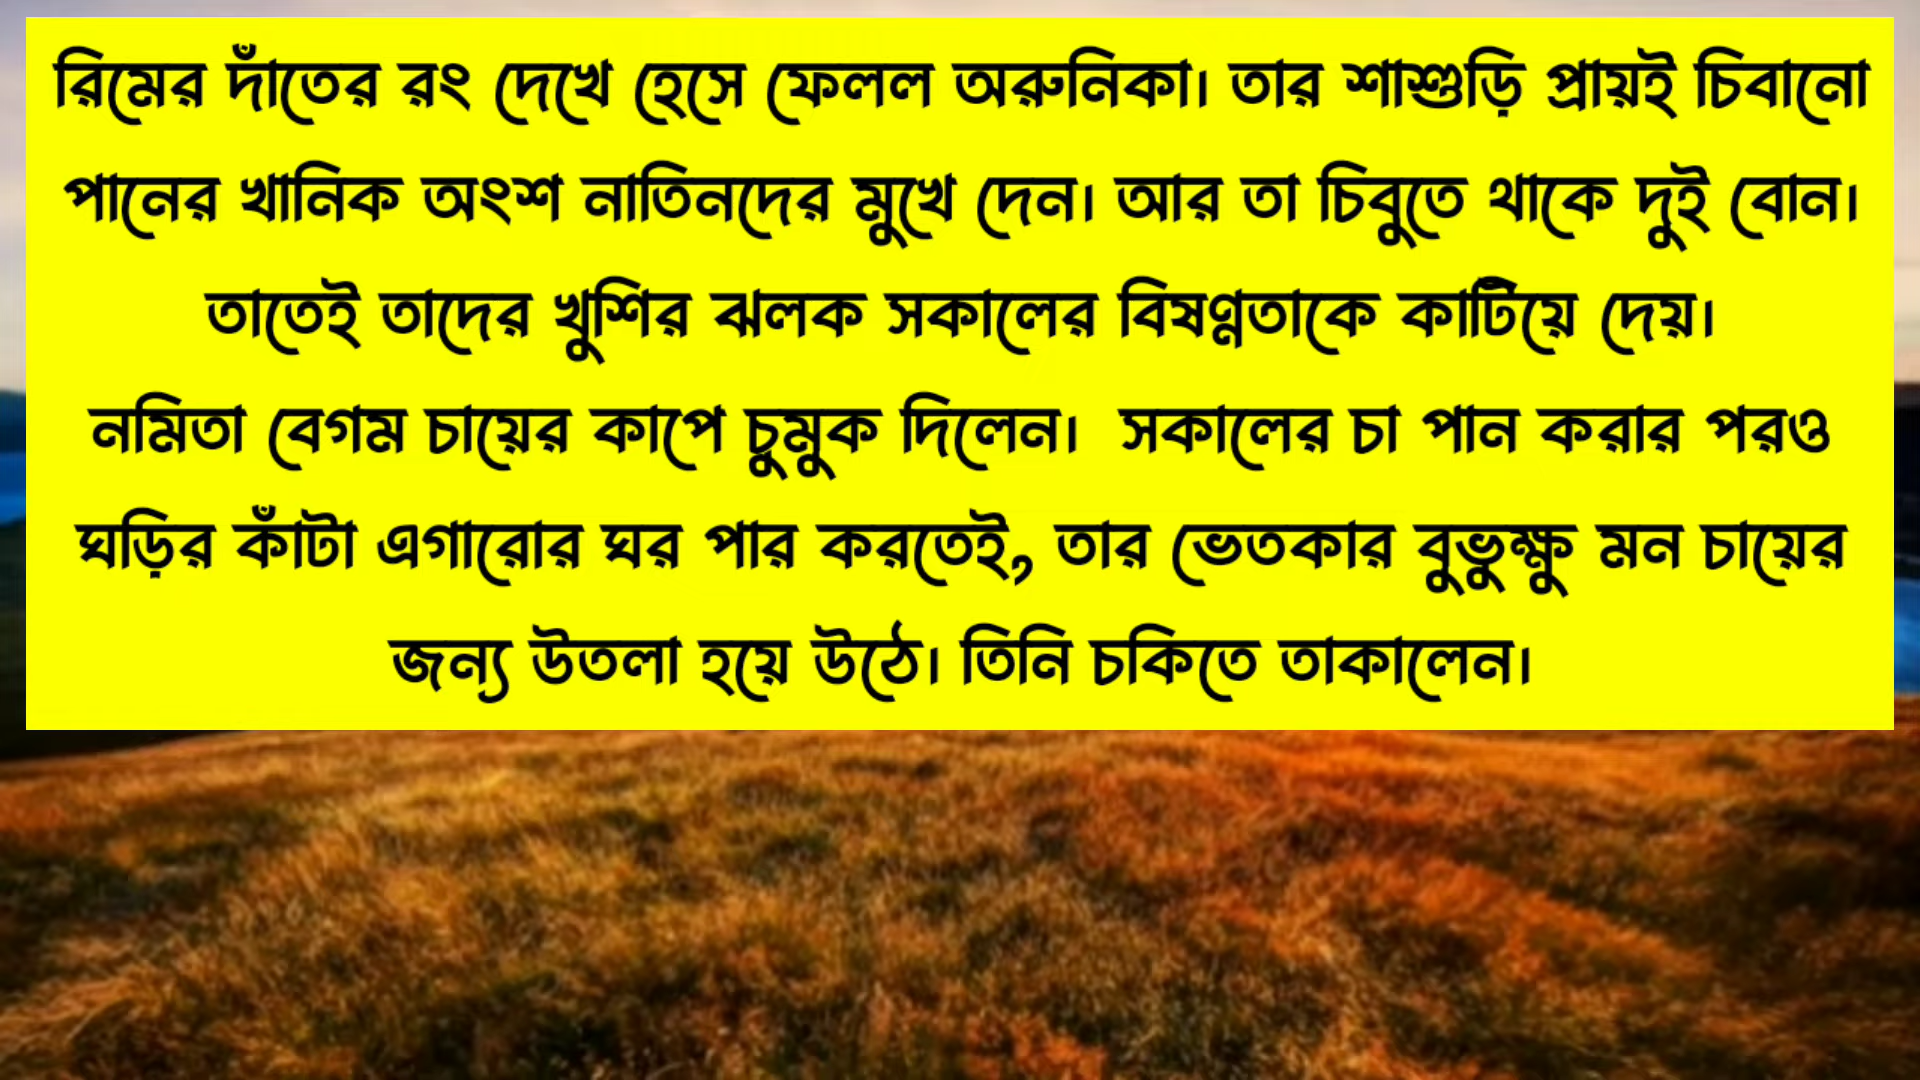 রিমের দাঁতের রং দেখে হেসে ফেলল অরুনিকা। তার শাশুড়ি প্রায়ই চিবানো
পানের খানিক অংশ নাতিনদের মুখে দেন। আর তা চিবুতে থাকে দুই বোন।
তাতেই তাদের খুশির ঝলক সকালের বিষণ্ণতাকে কাটিয়ে দেয়।
নমিতা বেগম চায়ের কাপে চুমুক দিলেন।  সকালের চা পান করার পরও
ঘড়ির কাঁটা এগারোর ঘর পার করতেই, তার ভেতকার বুভুক্ষু মন চায়ের
জন্য উতলা হয়ে উঠে। তিনি চকিতে তাকালেন।